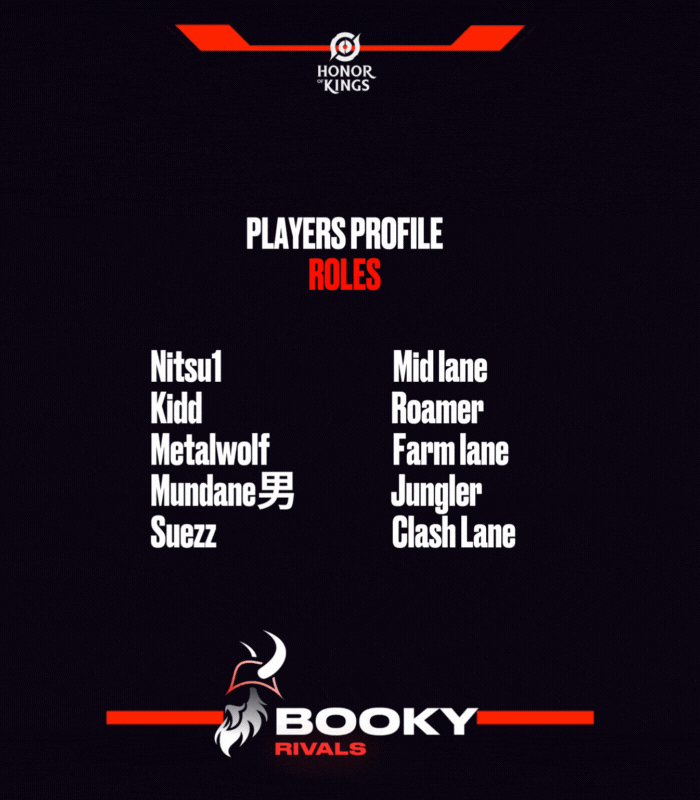 HONOR
OF KINGS
PLAYERS PROFILE
ROLES
Nitsu1 Mid lane
Kidd Roamer
Metalwolf Farm lane
Mundane男 Jungler
Suezz Clash Lane
BOOKY
RIVALS